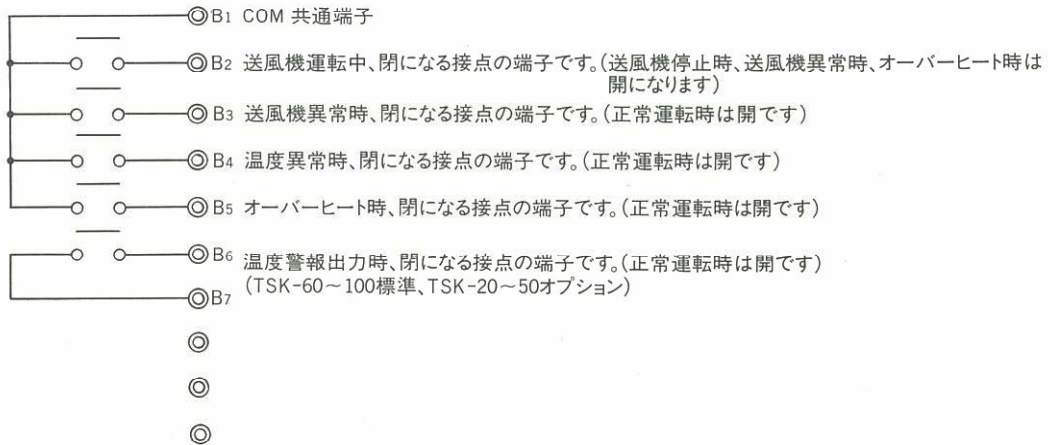 B1 COM 共通端子
B2 送風機運転中、閉になる接点の端子です。(送風機停止時、送風機異常時、オーバーヒート時は
開になります)
B3 送風機異常時、閉になる接点の端子です。(正常運転時は開です)
B4 温度異常時、閉になる接点の端子です。(正常運転時は開です)
B5 オーバーヒート時、閉になる接点の端子です。(正常運転時は開です)
B6 温度警報出力時、閉になる接点の端子です。(正常運転時は開です)
(TSK-60～100標準、TSK-20～50オプション)
B7